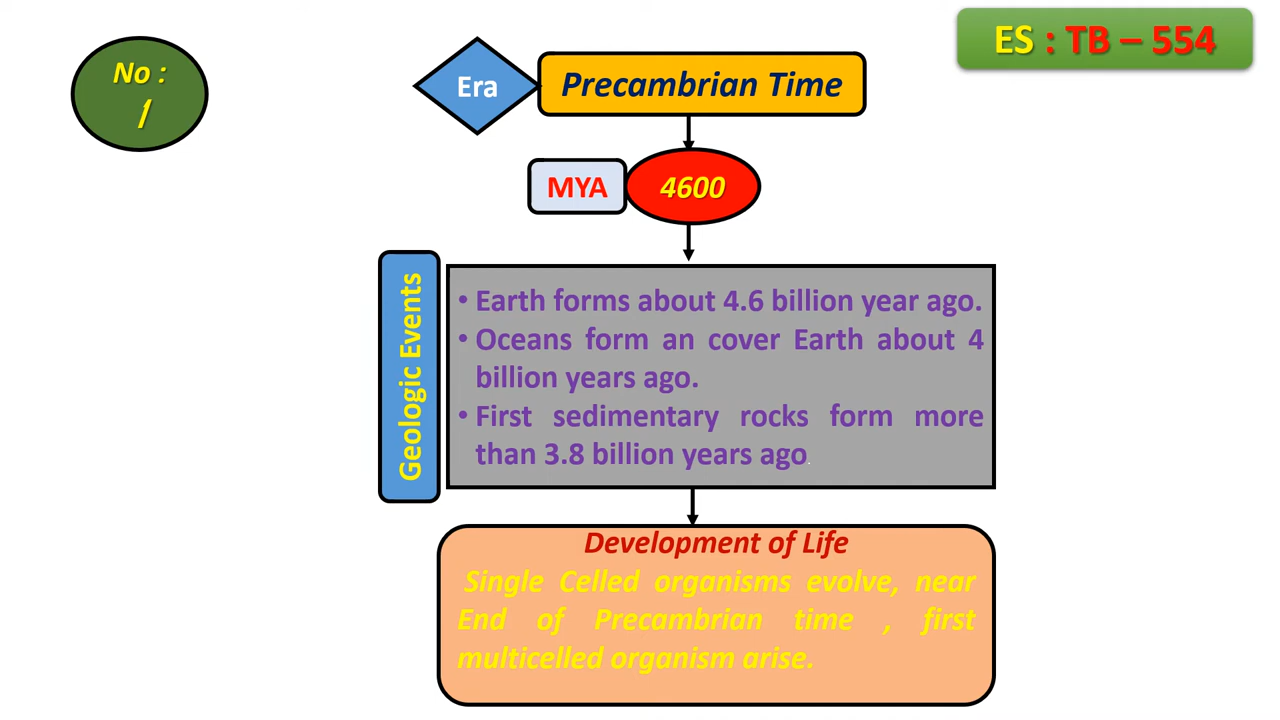 ES : TB – 554
No :
1
Era
Precambrian Time
MYA
4600
Geologic Events
• Earth forms about 4.6 billion year ago.
• Oceans form an cover Earth about 4
billion years ago.
• First sedimentary rocks form more
than 3.8 billion years ago.
Development of Life
Single Celled organisms evolve, near
End of Precambrian time , first
multicelled organism arise.